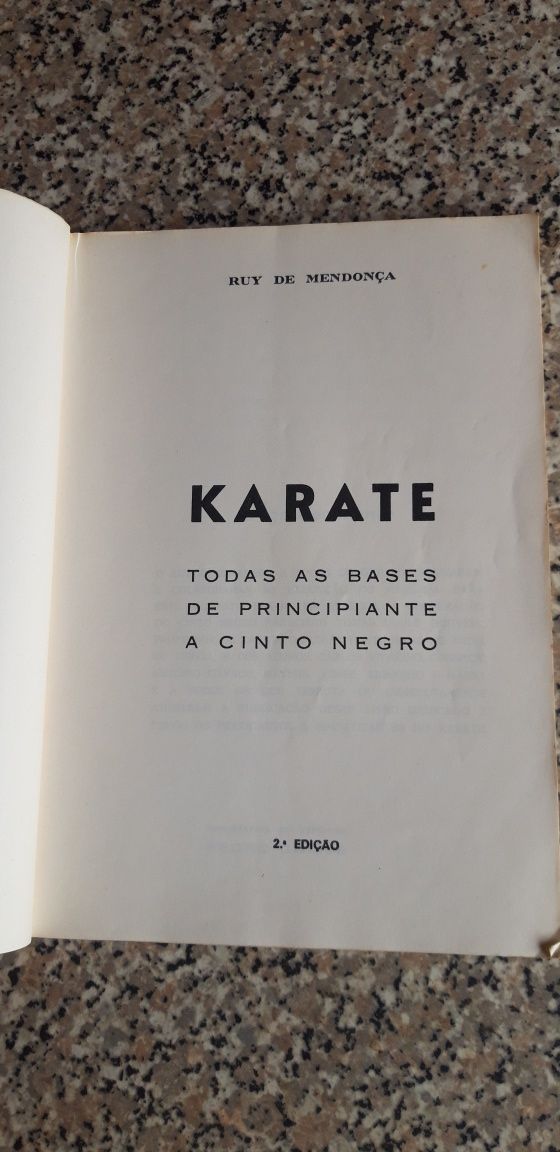 RUY DE MENDONÇA
KARATE
TODAS AS BASES
DE PRINCIPIANTE
A CINTO NEGRO
2.ª EDIÇÃO